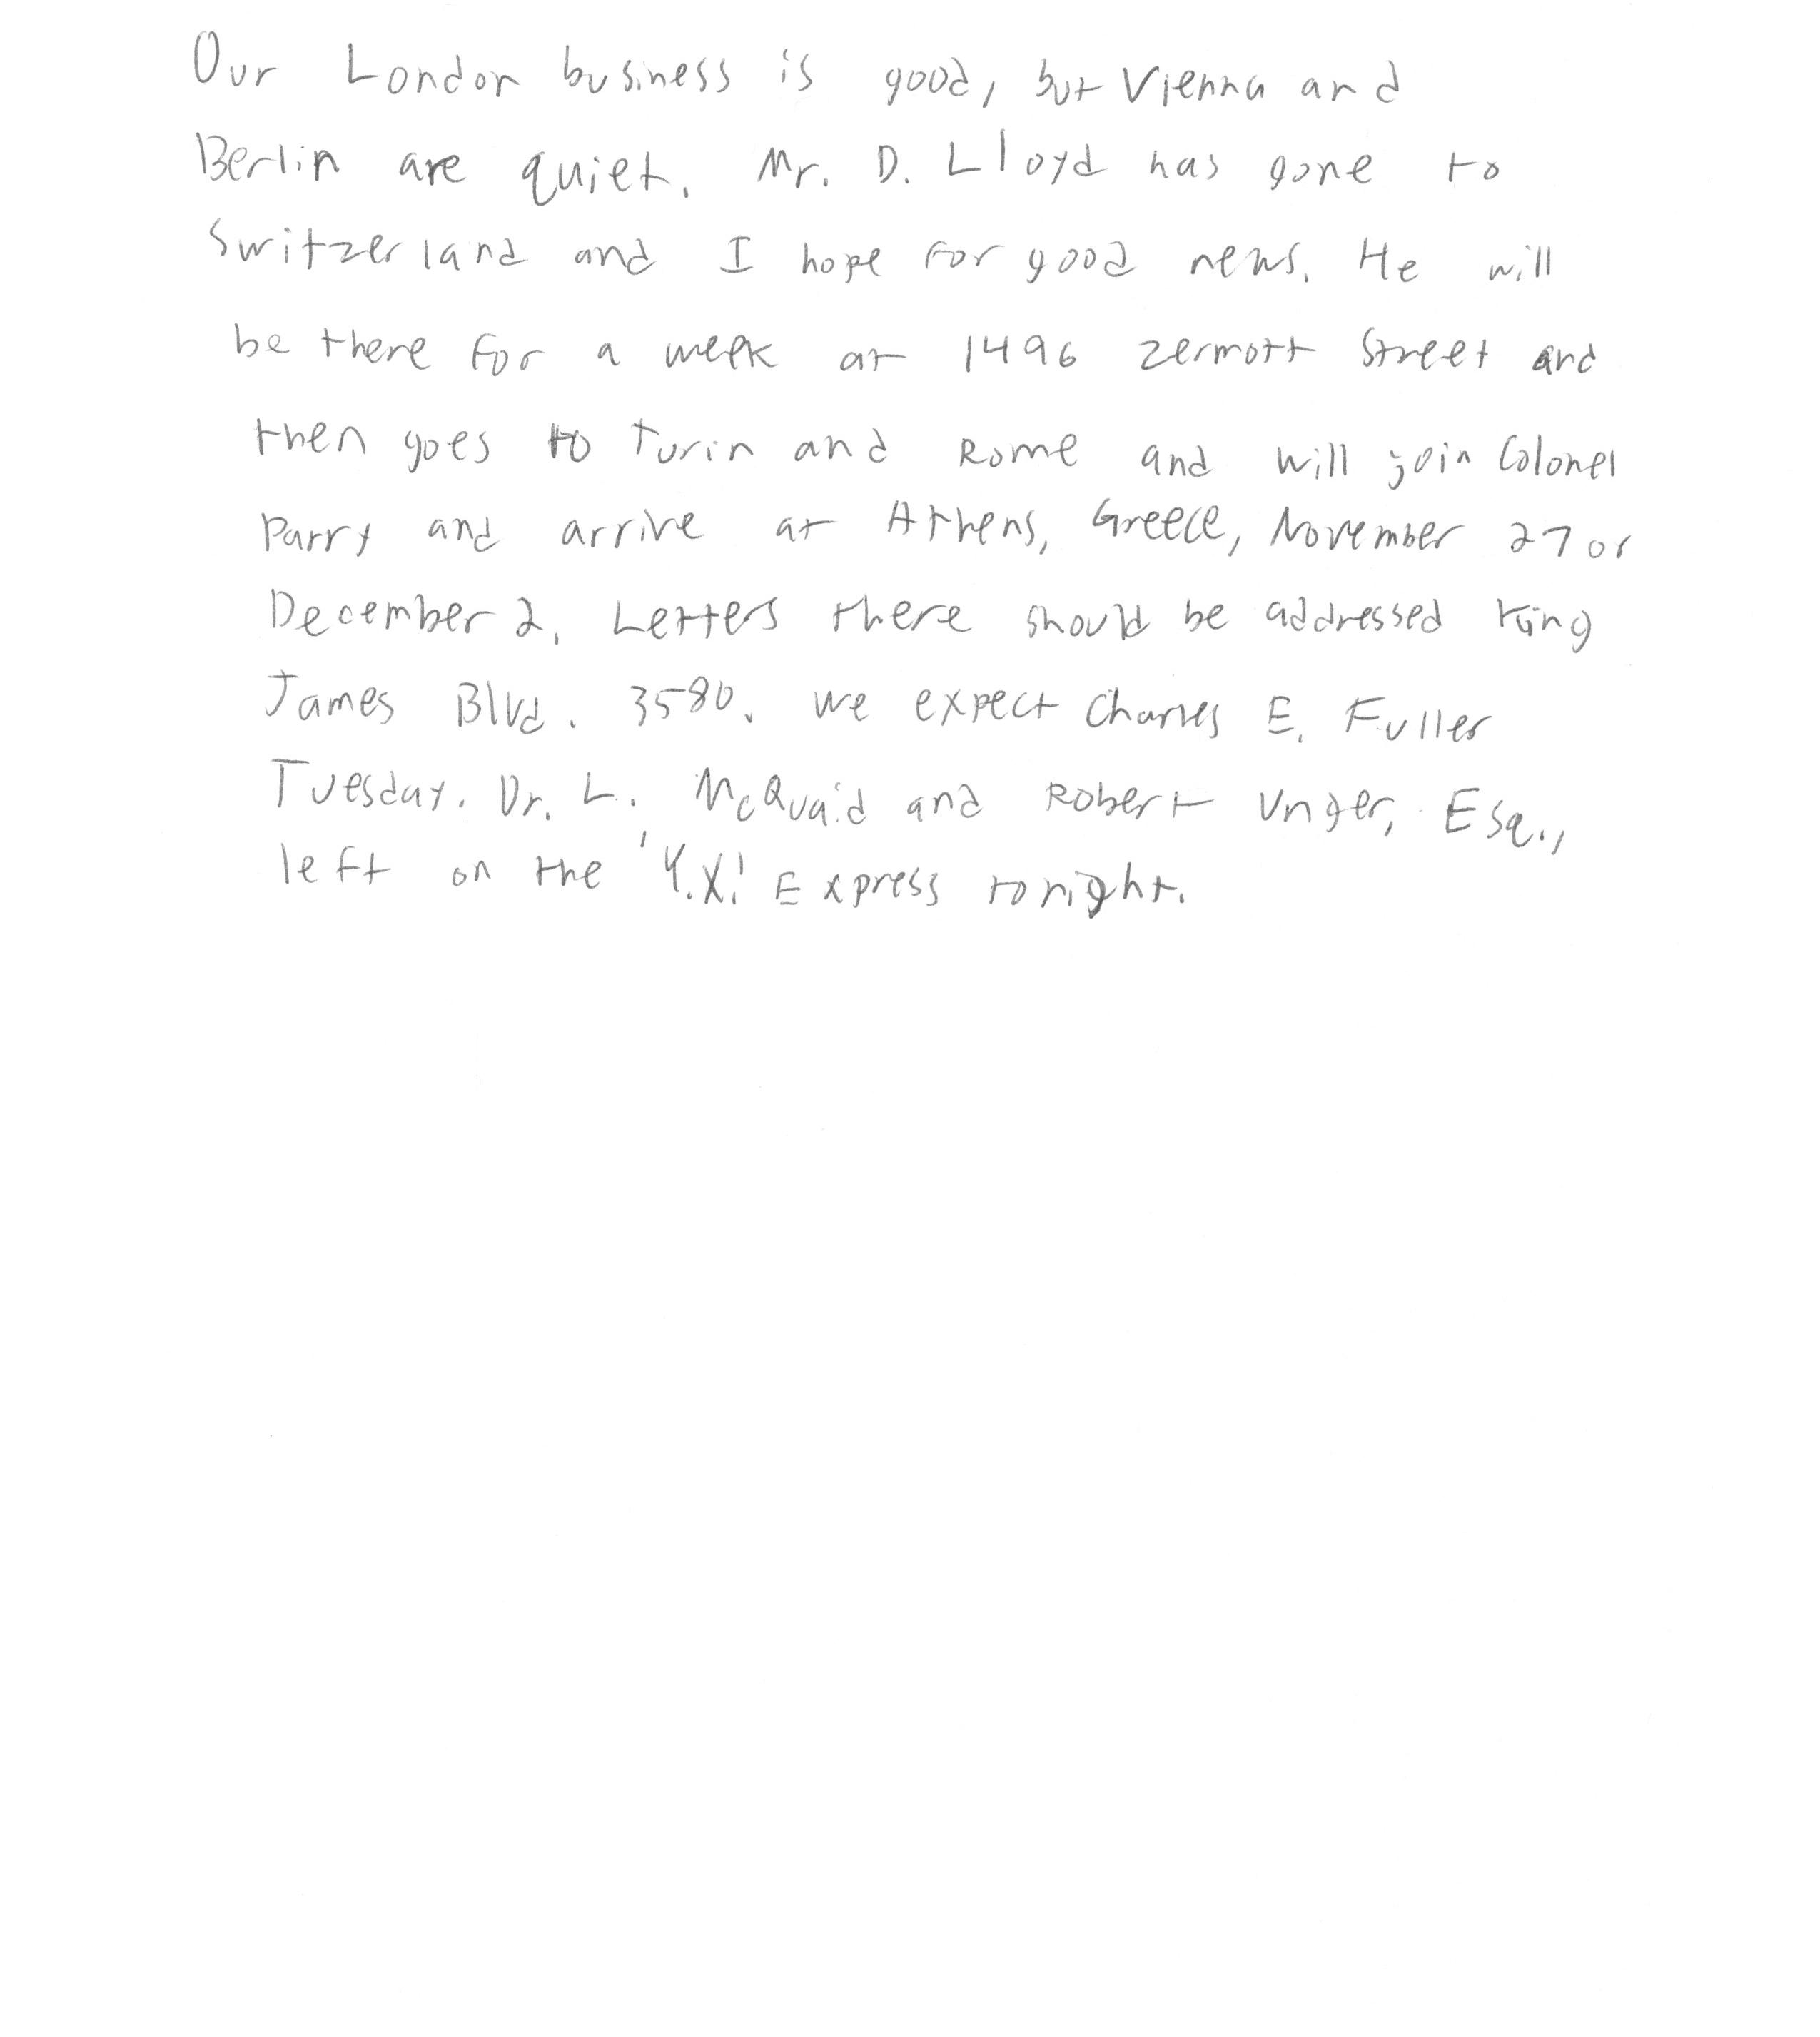 Our London business is good, but Vienna and
Berlin are quiet. Mr. D. Lloyd has gone to
Switzerland and I hope for good news. He will
be there for a week at 1496 Zermott Street and
then goes to Turin and Rome and will join Colonel
Parry and arrive at Athens, Greece, November 27 or
December 2. Letters there should be addressed King
James Blvd. 3580. We expect Charles E. Fuller
Tuesday. Dr. L. McQuaid and Robert Unger, Esq.,
left on the 'Y.X.' Express tonight.